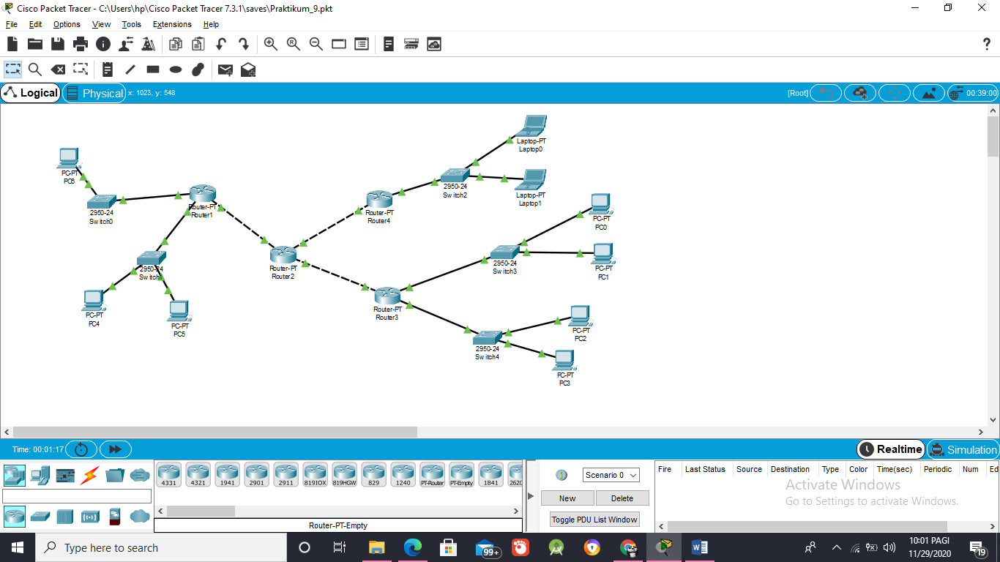 Cisco Packet Tracer - C:\Users\hp\Cisco Packet Tracer 7.3.1\saves\Praktikum_9.pkt
File Edit Options View Tools Extensions Help
Logical Physical x: 1023, y: 548 [Root] 00:39:00
Laptop-PT
Laptop0
PC-PT
PC6
2950-24
Switch0
Router-PT
Router1
2950-24
Switch2
Laptop-PT
Laptop1
Router-PT
Router4
PC-PT
PC0
2950-24
Switch1
Router-PT
Router2
2950-24
Switch3
PC-PT
PC1
PC-PT
PC4
PC-PT
PC5
Router-PT
Router3
PC-PT
PC2
2950-24
Switch4
PC-PT
PC3
Time: 00:01:17 Realtime Simulation
4331 4321 1941 2901 2911 819IOX 819HGW 829 1240 PT-Router PT-Empty 1841 2620
Router-PT-Empty
Scenario 0
New Delete
Toggle PDU List Window
Fire Last Status Source Destination Type Color Time(sec) Periodic Num Ed
Activate Windows
Go to Settings to activate Windows.
Type here to search
99+
10:01 PAGI
11/29/2020
19